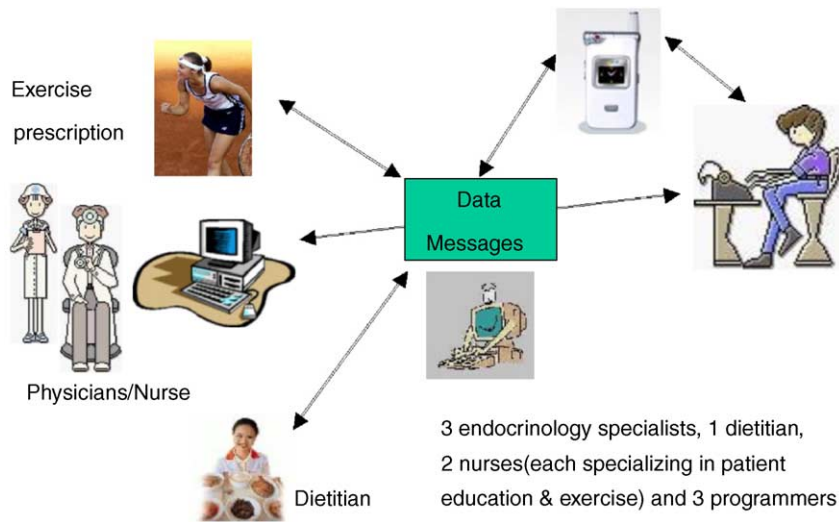 Exercise
prescription
Data
Messages
Physicians/Nurse
Dietitian
3 endocrinology specialists, 1 dietitian,
2 nurses(each specializing in patient
education & exercise) and 3 programmers